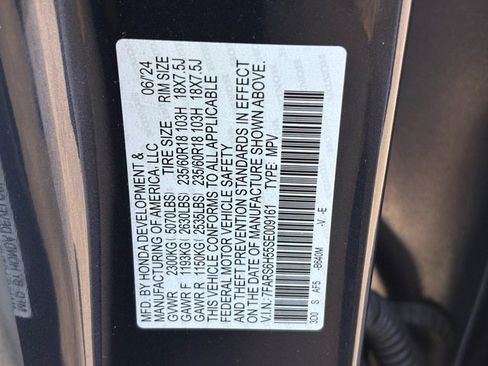 MFD. BY HONDA DEVELOPMENT & 06/'24
MANUFACTURING OF AMERICA, LLC
TIRE SIZE RIM SIZE
GVWR 2300KG( 5070LBS)
GAWR F 1193KG( 2630LBS) 235/60R18 103H 18X7.5J
GAWR R 1150KG( 2535LBS) 235/60R18 103H 18X7.5J
THIS VEHICLE CONFORMS TO ALL APPLICABLE
FEDERAL MOTOR VEHICLE SAFETY
AND THEFT PREVENTION STANDARDS IN EFFECT
ON THE DATE OF MANUFACTURE SHOWN ABOVE.
V.I.N.: 7FARS6H55SE009161 TYPE: MPV
3D0 S AF5 -B640M -V -E